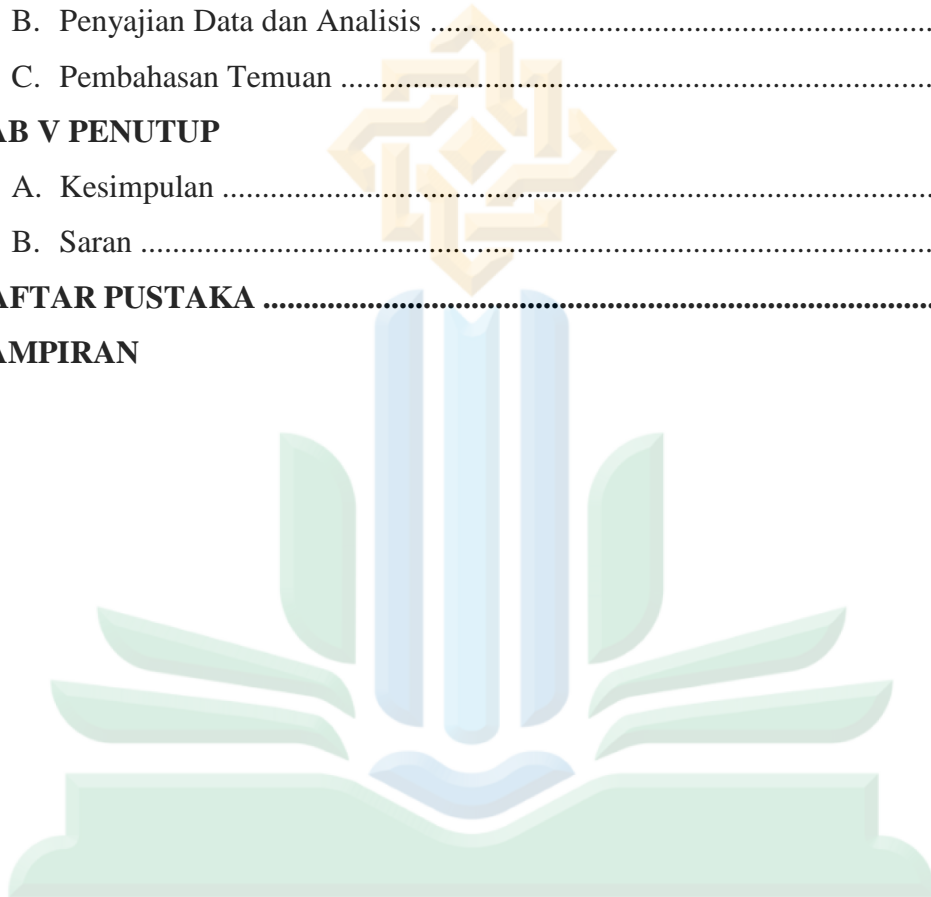 B. Penyajian Data dan Analisis ................................................................
C. Pembahasan Temuan ...........................................................................
AB V PENUTUP
A. Kesimpulan .........................................................................................
B. Saran ...................................................................................................
AFTAR PUSTAKA ...................................................................................
AMPIRAN